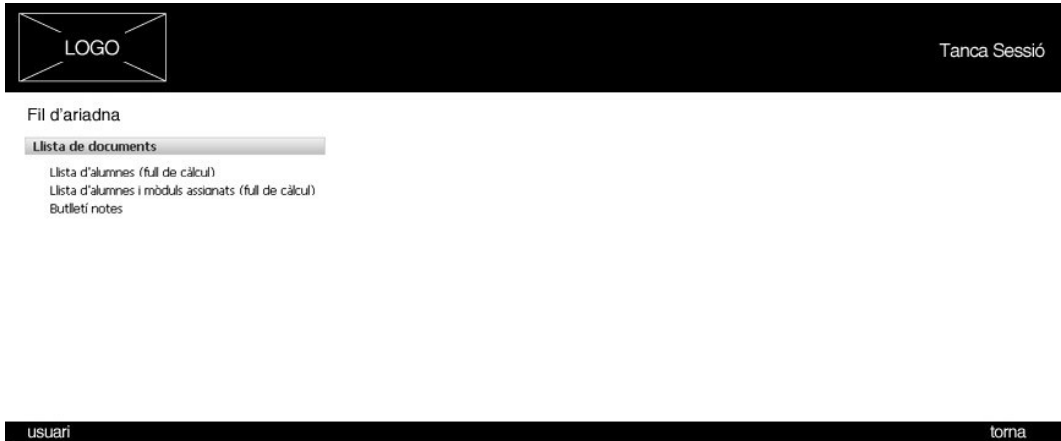 LOGO
Tanca Sessió
Fil d'ariadna
Llista de documents
Llista d'alumnes (full de càlcul)
Llista d'alumnes i mòduls assignats (full de càlcul)
Butlletí notes
usuari
torna